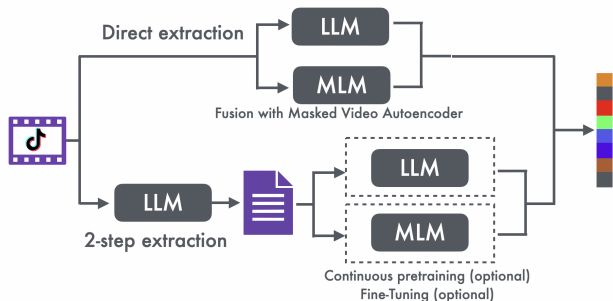 Direct extraction
LLM
MLM
Fusion with Masked Video Autoencoder
LLM
2-step extraction
LLM
MLM
Continuous pretraining (optional)
Fine-Tuning (optional)